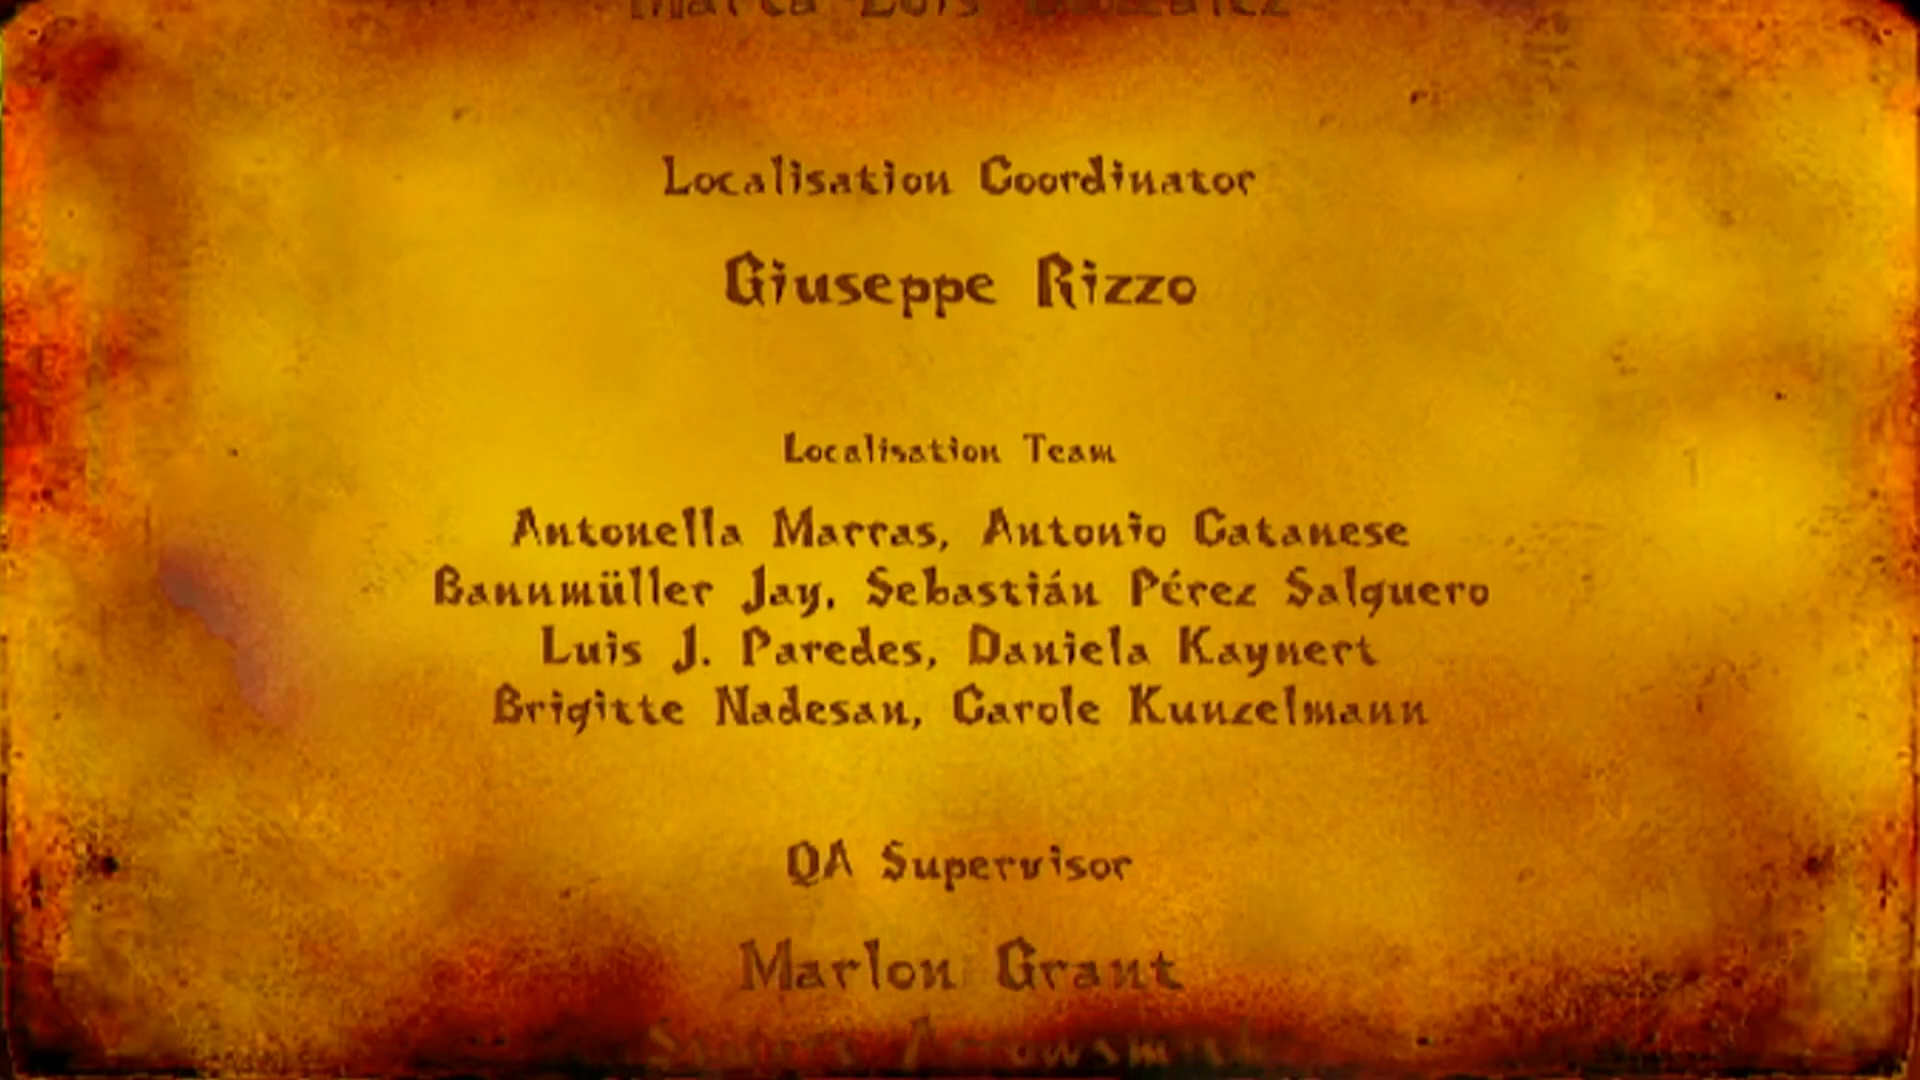 Localisation Coordinator
Giuseppe Rizzo
Localisation Team
Antonella Marras, Antonio Catanese
Bannmüller Jay, Sebastián Pérez Salguero
Luis J. Paredes, Daniela Kaynert
Brigitte Nadesan, Carole Kunzelmann
QA Supervisor
Marlon Grant